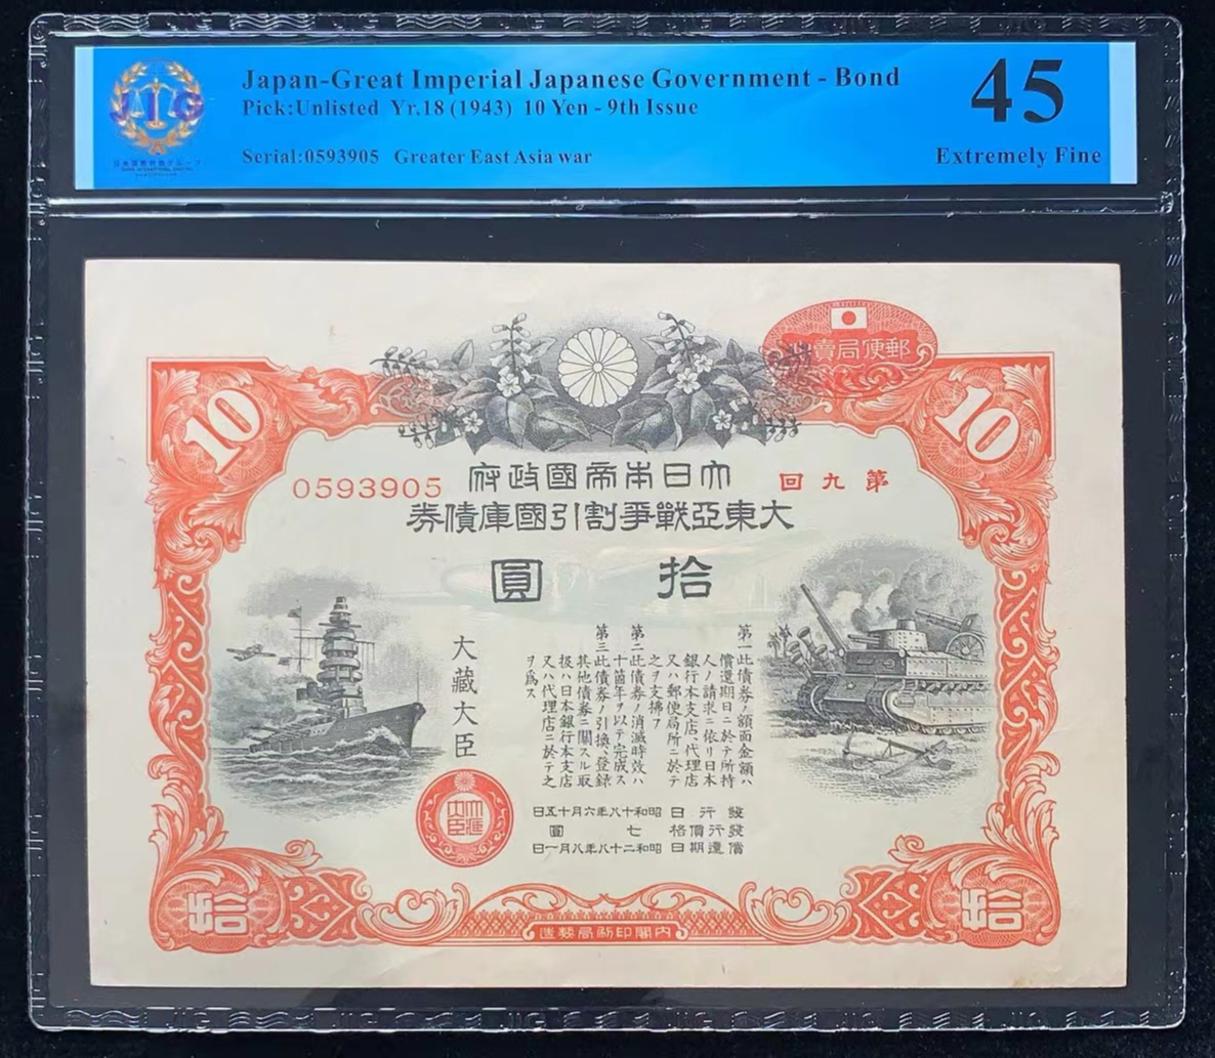 JIG
Japan-Great Imperial Japanese Government - Bond
Pick:Unlisted Yr.18 (1943) 10 Yen - 9th Issue
Serial:0593905 Greater East Asia war
45
Extremely Fine
郵便局賣
10
10
第九回
大日本帝國政府
0593905
大東亞戰爭割引國庫債券
拾圓
第一此債券ノ額面金額ハ
償還期日ニ於テ所持
人ノ請求ニ依リ日本
銀行本支店、代理店
又ハ郵便局所ニ於テ
之ヲ支拂フ
第二此債券ノ消滅時效ハ
十箇年ヲ以テ完成ス
第三此債券ノ引換、登録
其他債券ニ關スル取
扱ハ日本銀行本支店
又ハ代理店ニ於テ之
ヲ爲ス
大藏大臣
發行日 昭和十八年六月十五日
發行價格 七圓
償還期日 昭和二十八年八月一日
拾
拾
内閣印刷局製造